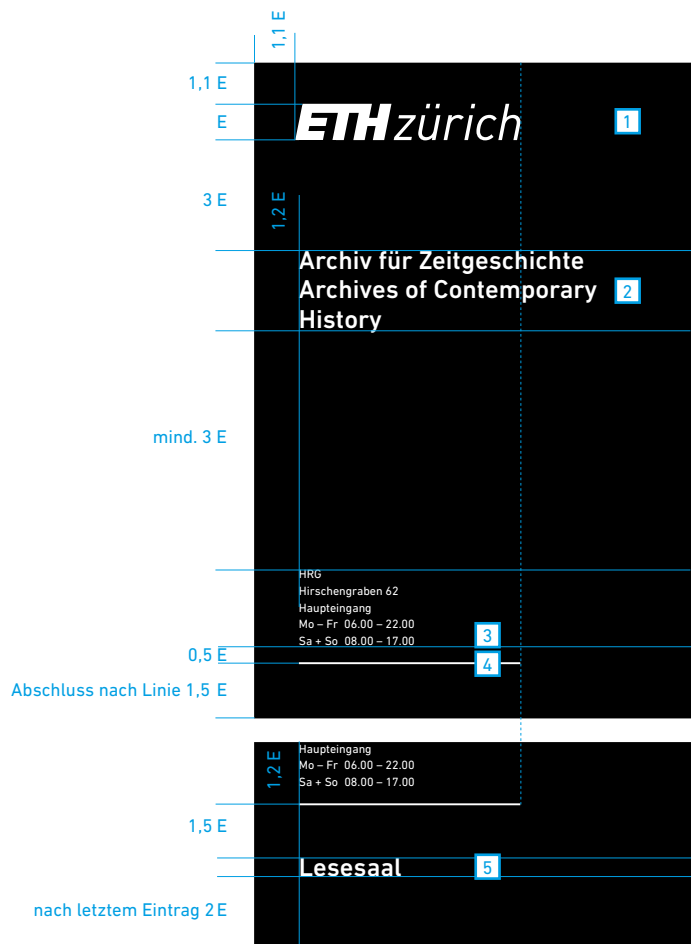 1,1 E
1,1 E
E
ETH zürich
1
3 E
1,2 E
Archiv für Zeitgeschichte
Archives of Contemporary
History
2
mind. 3 E
HRG
Hirschengraben 62
Haupteingang
Mo – Fr 06.00 – 22.00
Sa + So 08.00 – 17.00
3
0,5 E
4
Abschluss nach Linie 1,5 E
1,2 E
Haupteingang
Mo – Fr 06.00 – 22.00
Sa + So 08.00 – 17.00
1,5 E
Lesesaal
5
nach letztem Eintrag 2 E